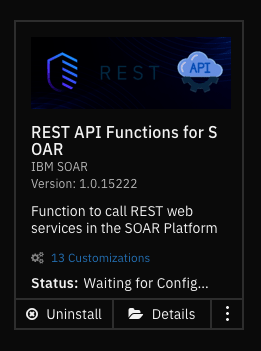 REST
API
REST API Functions for S
OAR
IBM SOAR
Version: 1.0.15222
Function to call REST web
services in the SOAR Platform
13 Customizations
Status: Waiting for Config...
Uninstall
Details